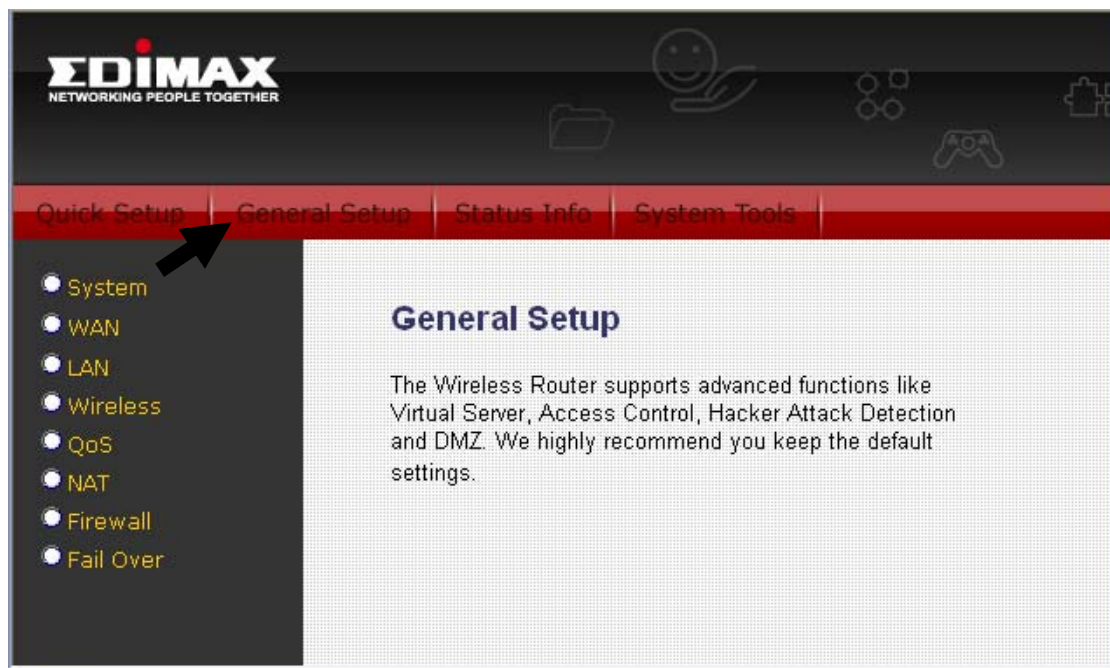 EDIMAX
NETWORKING PEOPLE TOGETHER
Quick Setup General Setup Status Info System Tools
System
WAN
LAN
Wireless
QoS
NAT
Firewall
Fail Over
General Setup
The Wireless Router supports advanced functions like
Virtual Server, Access Control, Hacker Attack Detection
and DMZ. We highly recommend you keep the default
settings.